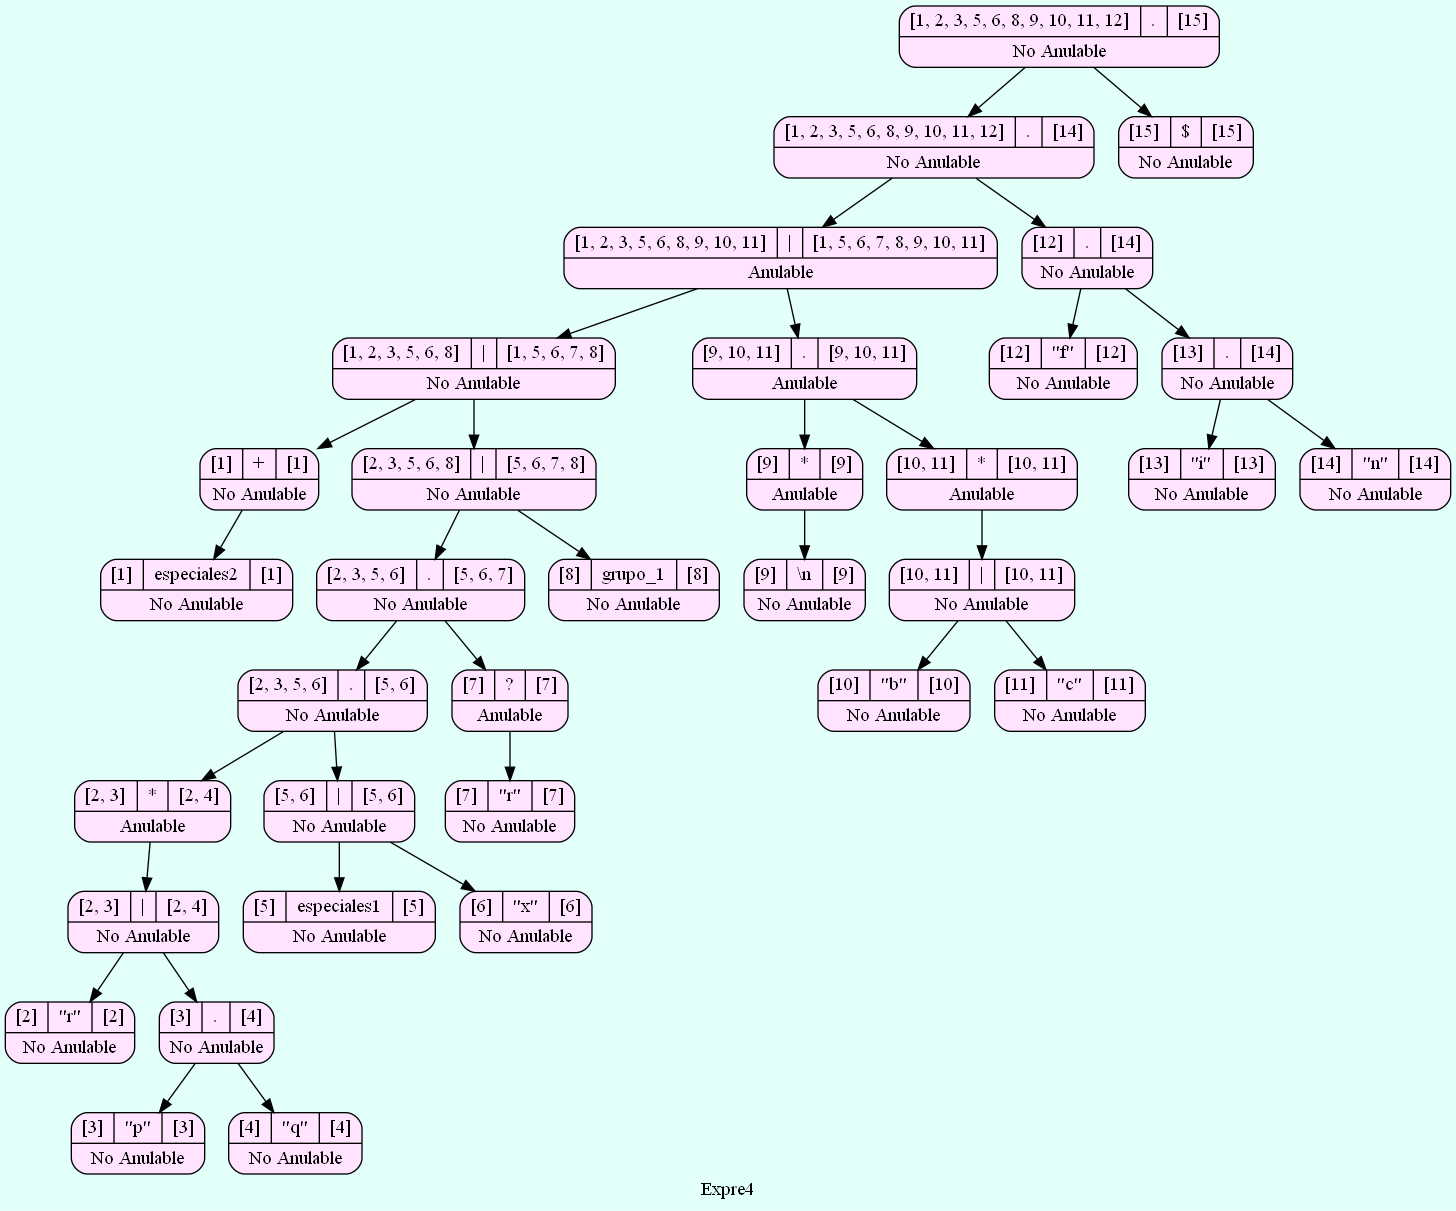 [1, 2, 3, 5, 6, 8, 9, 10, 11, 12] . [15]
No Anulable
[1, 2, 3, 5, 6, 8, 9, 10, 11, 12] . [14]
No Anulable
[15] $ [15]
No Anulable
[1, 2, 3, 5, 6, 8, 9, 10, 11] | [1, 5, 6, 7, 8, 9, 10, 11]
Anulable
[12] . [14]
No Anulable
[1, 2, 3, 5, 6, 8] | [1, 5, 6, 7, 8]
No Anulable
[9, 10, 11] . [9, 10, 11]
Anulable
[12] "f" [12]
No Anulable
[13] . [14]
No Anulable
[1] + [1]
No Anulable
[2, 3, 5, 6, 8] | [5, 6, 7, 8]
No Anulable
[9] * [9]
Anulable
[10, 11] * [10, 11]
Anulable
[13] "i" [13]
No Anulable
[14] "n" [14]
No Anulable
[1] especiales2 [1]
No Anulable
[2, 3, 5, 6] . [5, 6, 7]
No Anulable
[8] grupo_1 [8]
No Anulable
[9] \n [9]
No Anulable
[10, 11] | [10, 11]
No Anulable
[2, 3, 5, 6] . [5, 6]
No Anulable
[7] ? [7]
Anulable
[10] "b" [10]
No Anulable
[11] "c" [11]
No Anulable
[2, 3] * [2, 4]
Anulable
[5, 6] | [5, 6]
No Anulable
[7] "r" [7]
No Anulable
[2, 3] | [2, 4]
No Anulable
[5] especiales1 [5]
No Anulable
[6] "x" [6]
No Anulable
[2] "r" [2]
No Anulable
[3] . [4]
No Anulable
[3] "p" [3]
No Anulable
[4] "q" [4]
No Anulable
Expre4